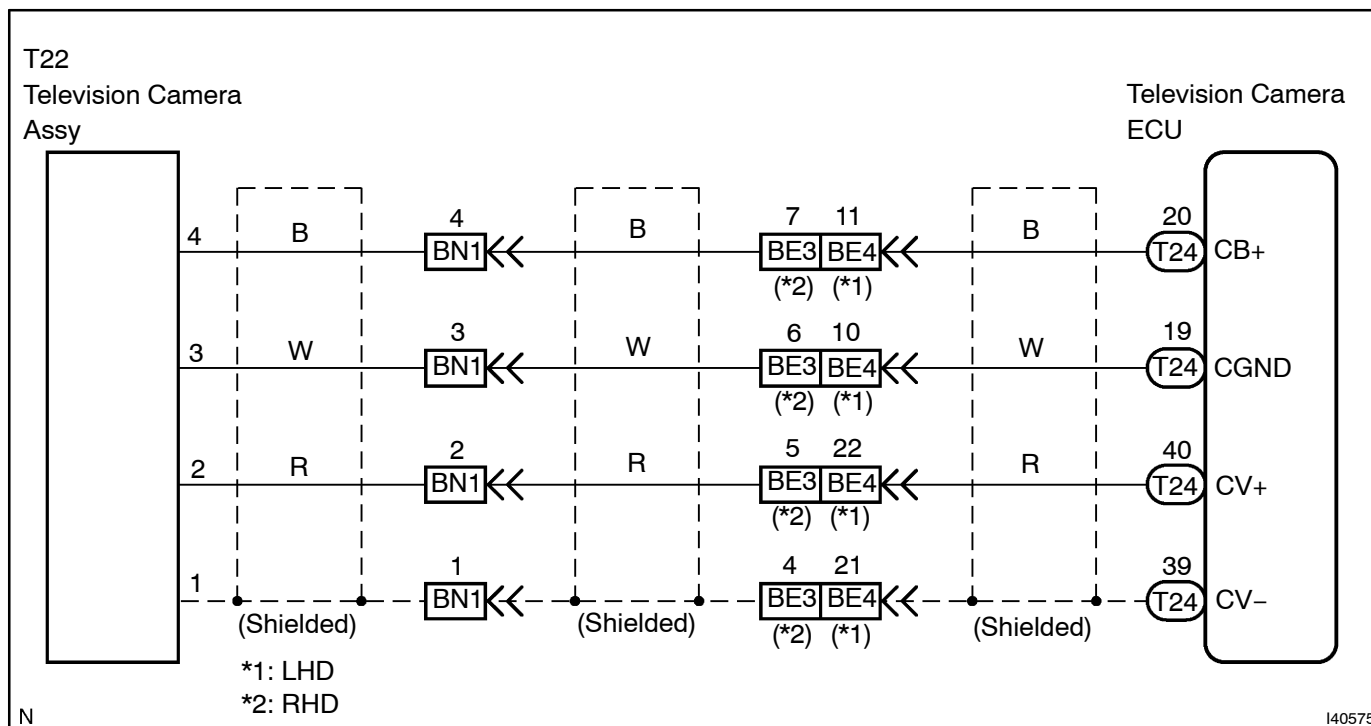 T22
Television Camera
Assy
Television Camera
ECU
4 B 4 BN1 B 7 11 BE3 BE4 (*2) (*1) B 20 T24 CB+
3 W 3 BN1 W 6 10 BE3 BE4 (*2) (*1) W 19 T24 CGND
2 R 2 BN1 R 5 22 BE3 BE4 (*2) (*1) R 40 T24 CV+
1 (Shielded) 1 BN1 (Shielded) 4 21 BE3 BE4 (*2) (*1) (Shielded) 39 T24 CV−
*1: LHD
*2: RHD
N
I40575